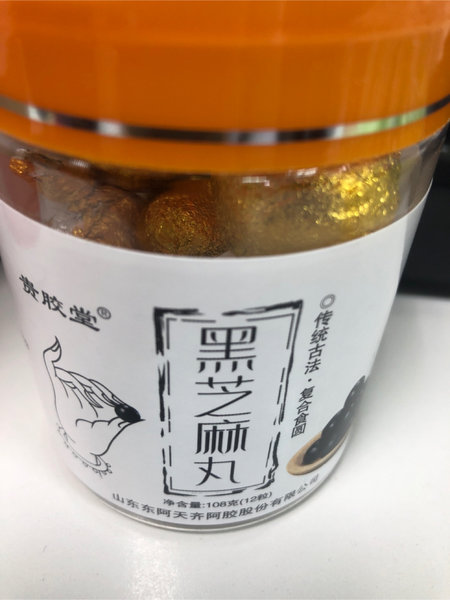 贵胶堂®
黑芝麻丸
传统古法·复合食圆
净含量:108克(12粒)
山东东阿天齐阿胶股份有限公司